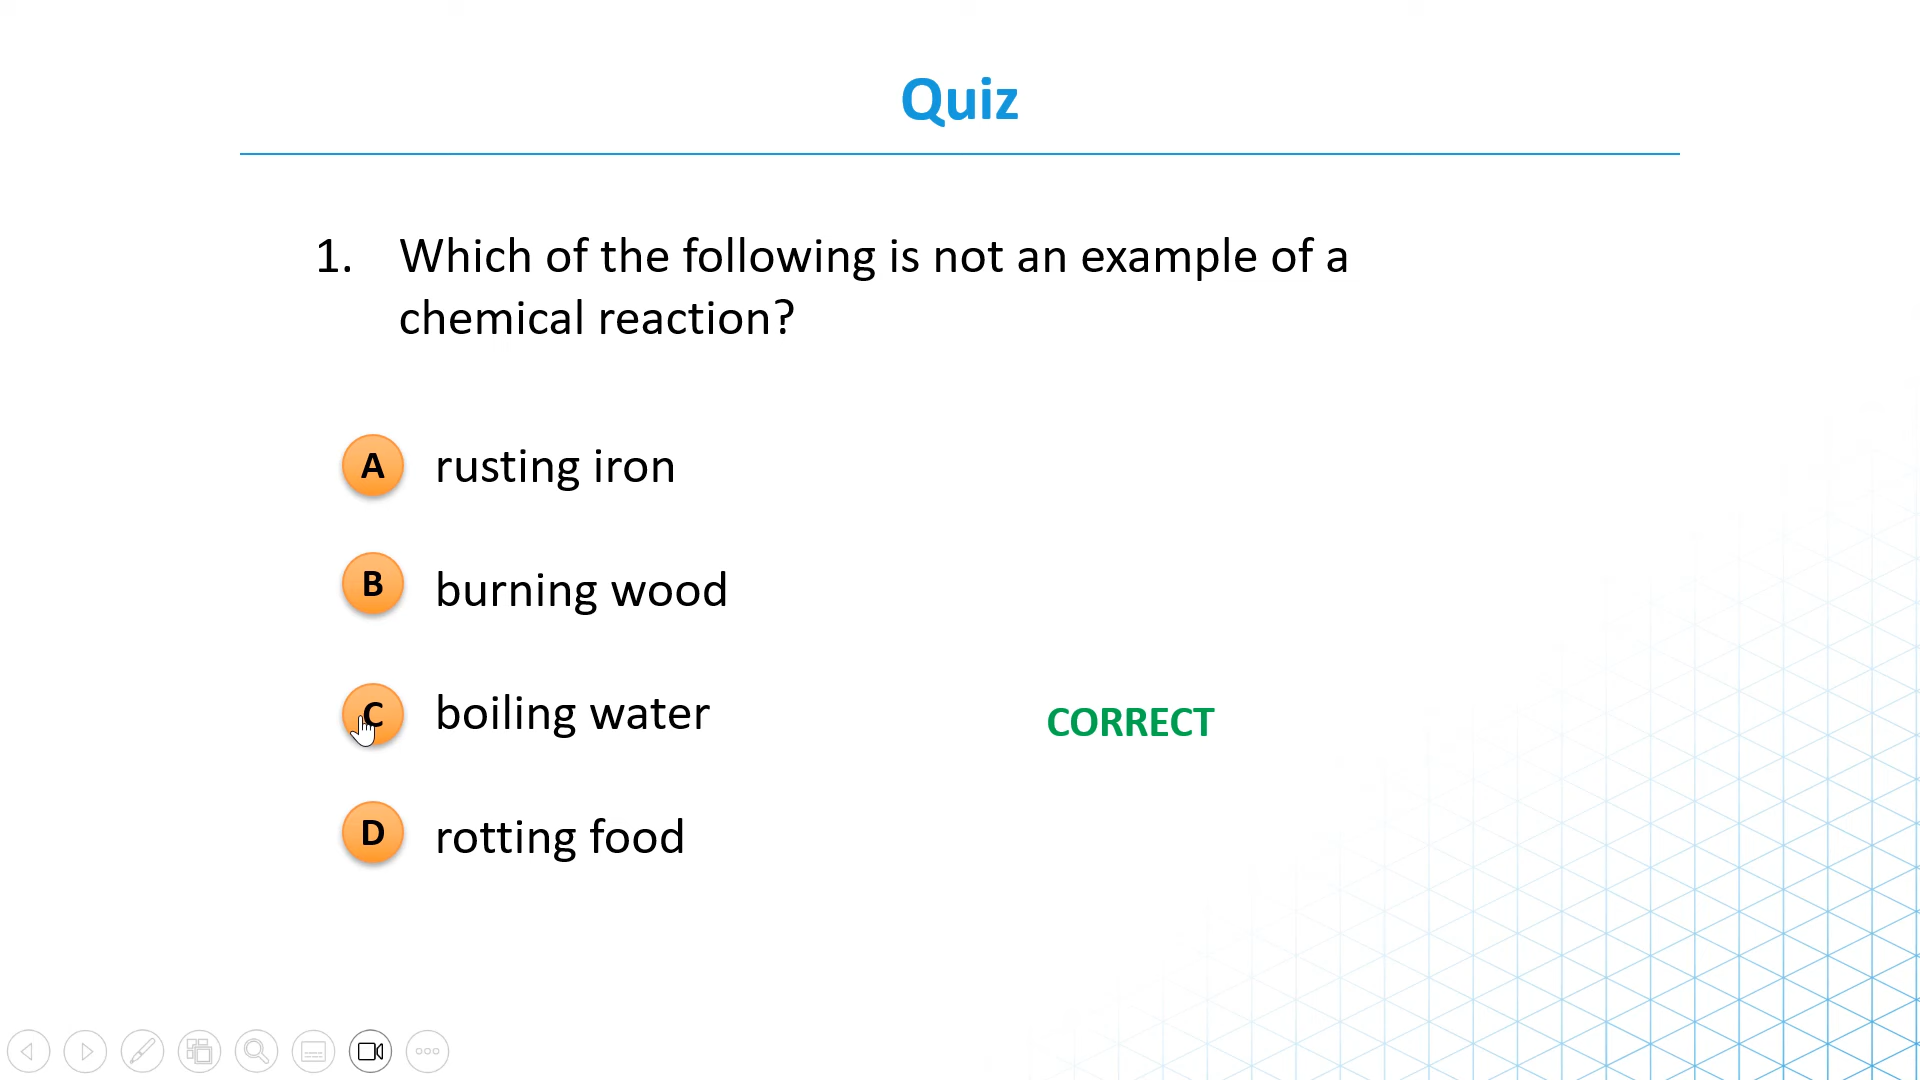 Quiz
1. Which of the following is not an example of a
chemical reaction?
A rusting iron
B burning wood
C boiling water CORRECT
D rotting food